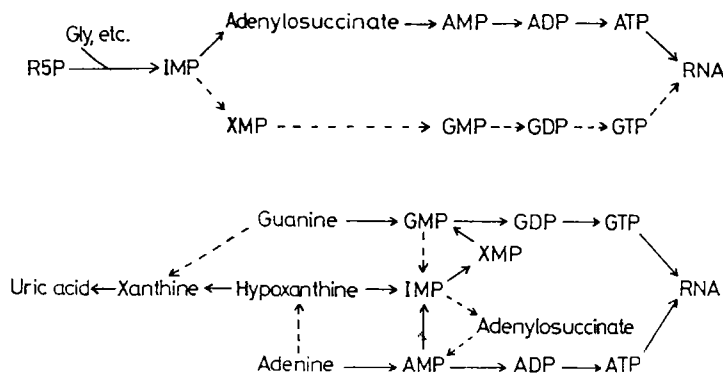 Gly, etc.
Adenylosuccinate AMP ADP ATP
R5P IMP RNA
XMP GMP GDP GTP
Guanine GMP GDP GTP
XMP
Uric acid Xanthine Hypoxanthine IMP RNA
Adenylosuccinate
Adenine AMP ADP ATP